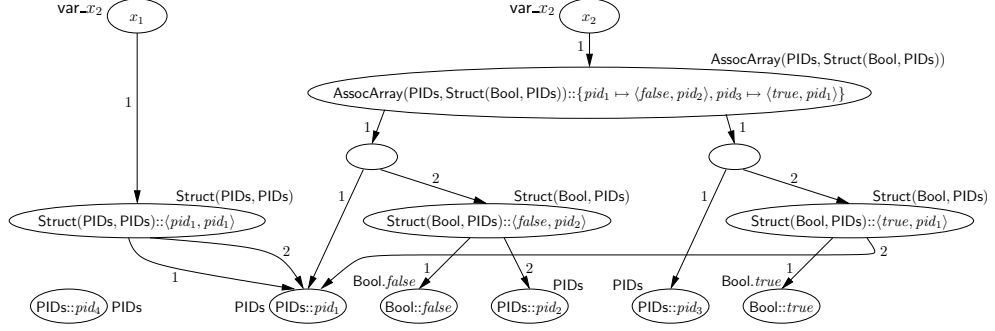 var_x₂ x₁ var_x₂ x₂
1
AssocArray(PIDs, Struct(Bool, PIDs))
1 AssocArray(PIDs, Struct(Bool, PIDs))::{pid₁ ↦ ⟨false, pid₂⟩, pid₃ ↦ ⟨true, pid₁⟩}
1 1
1 2 1 2
Struct(PIDs, PIDs) Struct(Bool, PIDs) Struct(Bool, PIDs)
Struct(PIDs, PIDs)::⟨pid₁, pid₁⟩ Struct(Bool, PIDs)::⟨false, pid₂⟩ Struct(Bool, PIDs)::⟨true, pid₁⟩
1 2 1 2 1 2
Bool.false PIDs PIDs Bool.true
PIDs::pid₄ PIDs PIDs PIDs::pid₁ Bool::false PIDs::pid₂ PIDs::pid₃ Bool::true